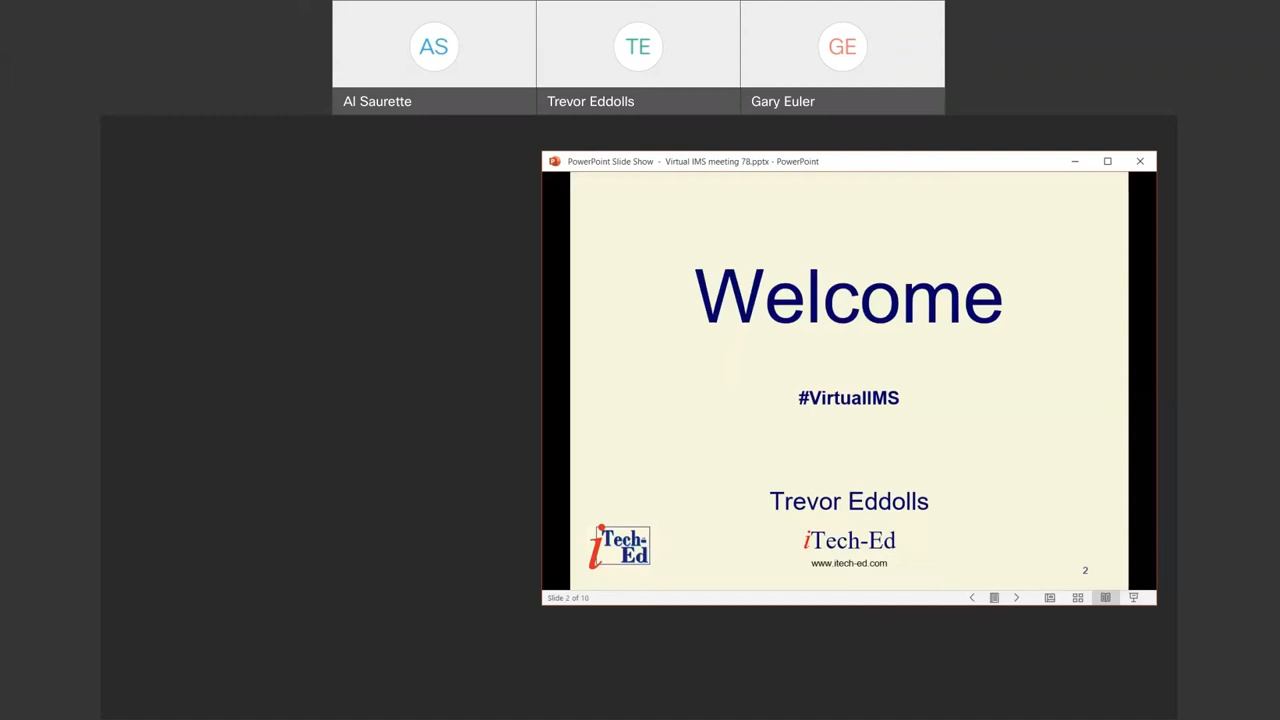 AS
TE
GE
Al Saurette
Trevor Eddolls
Gary Euler
PowerPoint Slide Show - Virtual IMS meeting 78.pptx - PowerPoint
Welcome
#VirtualIMS
Trevor Eddolls
iTech-Ed
www.itech-ed.com
iTech-
Ed
2
Slide 2 of 10